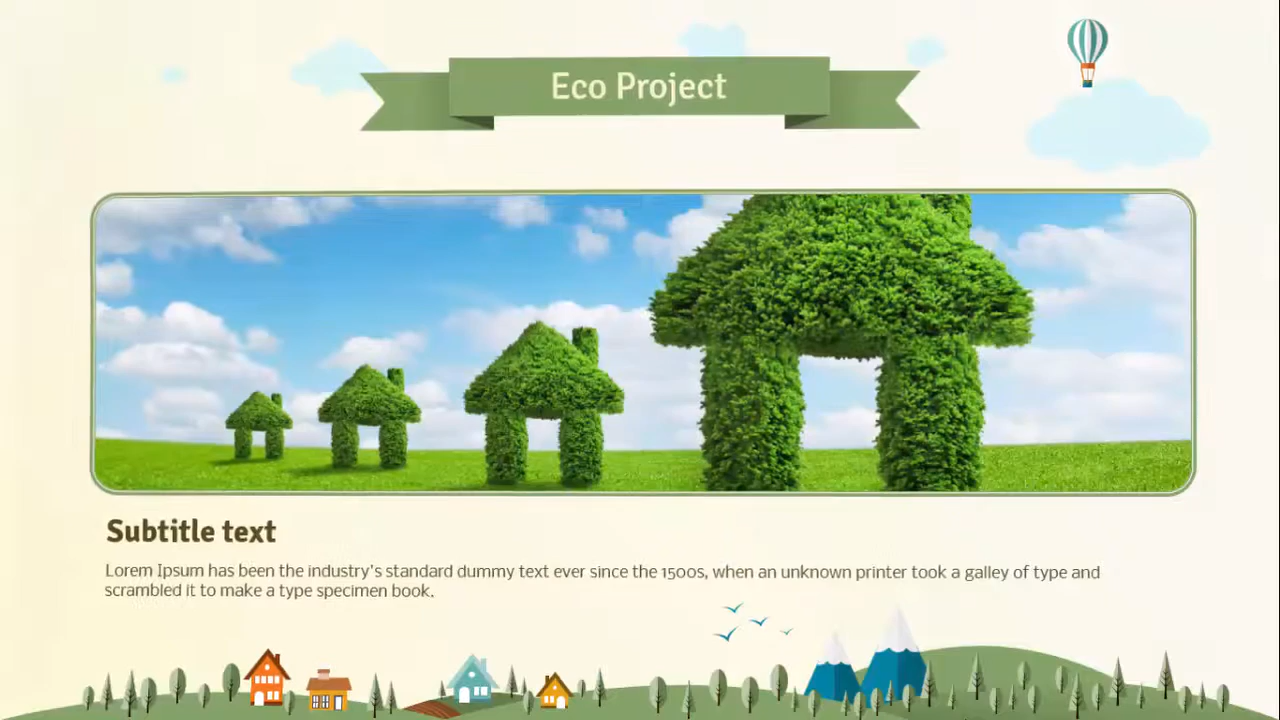 Eco Project
Subtitle text
Lorem Ipsum has been the industry's standard dummy text ever since the 1500s, when an unknown printer took a galley of type and
scrambled it to make a type specimen book.